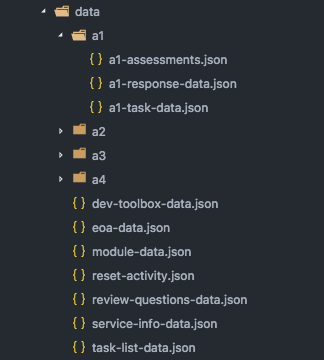 data
a1
{ } a1-assessments.json
{ } a1-response-data.json
{ } a1-task-data.json
a2
a3
a4
{ } dev-toolbox-data.json
{ } eoa-data.json
{ } module-data.json
{ } reset-activity.json
{ } review-questions-data.json
{ } service-info-data.json
{ } task-list-data.json